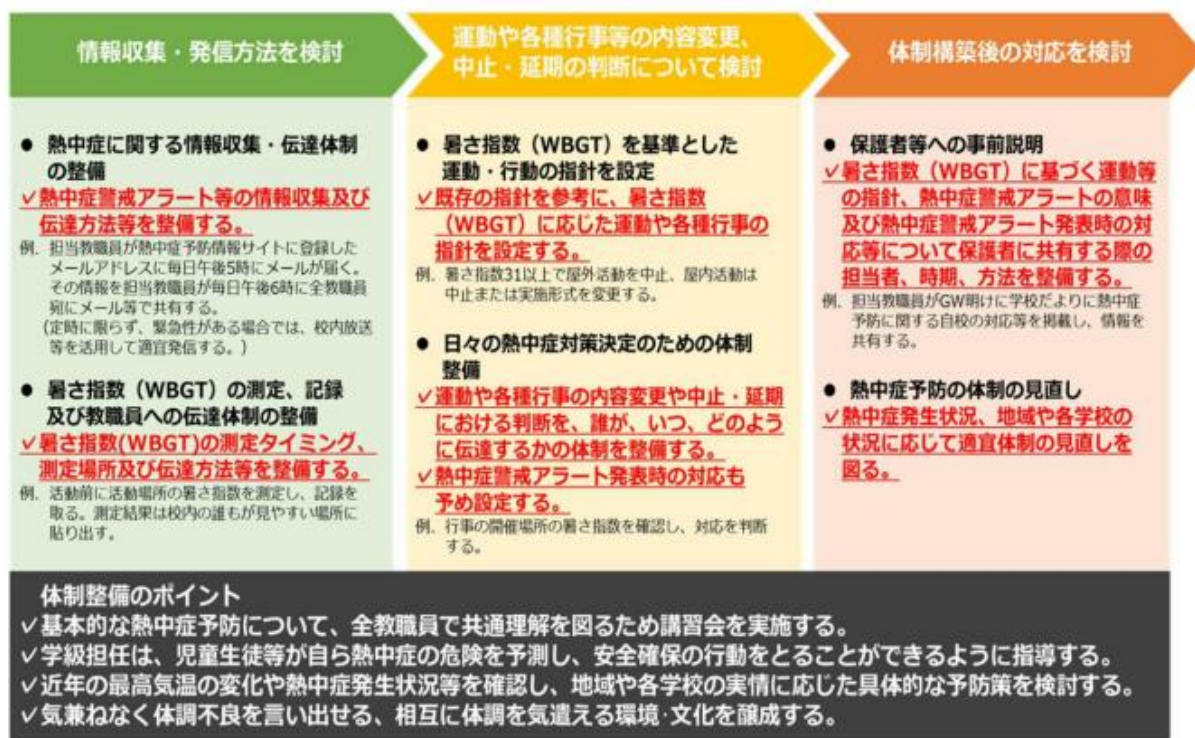 情報収集・発信方法を検討
運動や各種行事等の内容変更、
中止・延期の判断について検討
体制構築後の対応を検討
● 熱中症に関する情報収集・伝達体制
の整備
✓熱中症警戒アラート等の情報収集及び
伝達方法等を整備する。
例．担当教職員が熱中症予防情報サイトに登録した
メールアドレスに毎日午後5時にメールが届く。
その情報を担当教職員が毎日午後6時に全教職員
宛にメール等で共有する。
(定時に限らず、緊急性がある場合では、校内放送
等を活用して適宜発信する。)
● 暑さ指数（WBGT）の測定、記録
及び教職員への伝達体制の整備
✓暑さ指数(WBGT)の測定タイミング、
測定場所及び伝達方法等を整備する。
例．活動前に活動場所の暑さ指数を測定し、記録を
取る。測定結果は校内の誰もが見やすい場所に
貼り出す。
● 暑さ指数（WBGT）を基準とした
運動・行動の指針を設定
✓既存の指針を参考に、暑さ指数
（WBGT）に応じた運動や各種行事の
指針を設定する。
例．暑さ指数31以上で屋外活動を中止、屋内活動は
中止または実施形式を変更する。
● 日々の熱中症対策決定のための体制
整備
✓運動や各種行事の内容変更や中止・延期
における判断を、誰が、いつ、どのよう
に伝達するかの体制を整備する。
✓熱中症警戒アラート発表時の対応も
予め設定する。
例．行事の開催場所の暑さ指数を確認し、対応を判断
する。
● 保護者等への事前説明
✓暑さ指数（WBGT）に基づく運動等
の指針、熱中症警戒アラートの意味
及び熱中症警戒アラート発表時の対
応等について保護者に共有する際の
担当者、時期、方法を整備する。
例．担当教職員がGW明けに学校だよりに熱中症
予防に関する自校の対応等を掲載し、情報を
共有する。
● 熱中症予防の体制の見直し
✓熱中症発生状況、地域や各学校の
状況に応じて適宜体制の見直しを
図る。
体制整備のポイント
✓基本的な熱中症予防について、全教職員で共通理解を図るため講習会を実施する。
✓学級担任は、児童生徒等が自ら熱中症の危険を予測し、安全確保の行動をとることができるように指導する。
✓近年の最高気温の変化や熱中症発生状況等を確認し、地域や各学校の実情に応じた具体的な予防策を検討する。
✓気兼ねなく体調不良を言い出せる、相互に体調を気遣える環境･文化を醸成する。